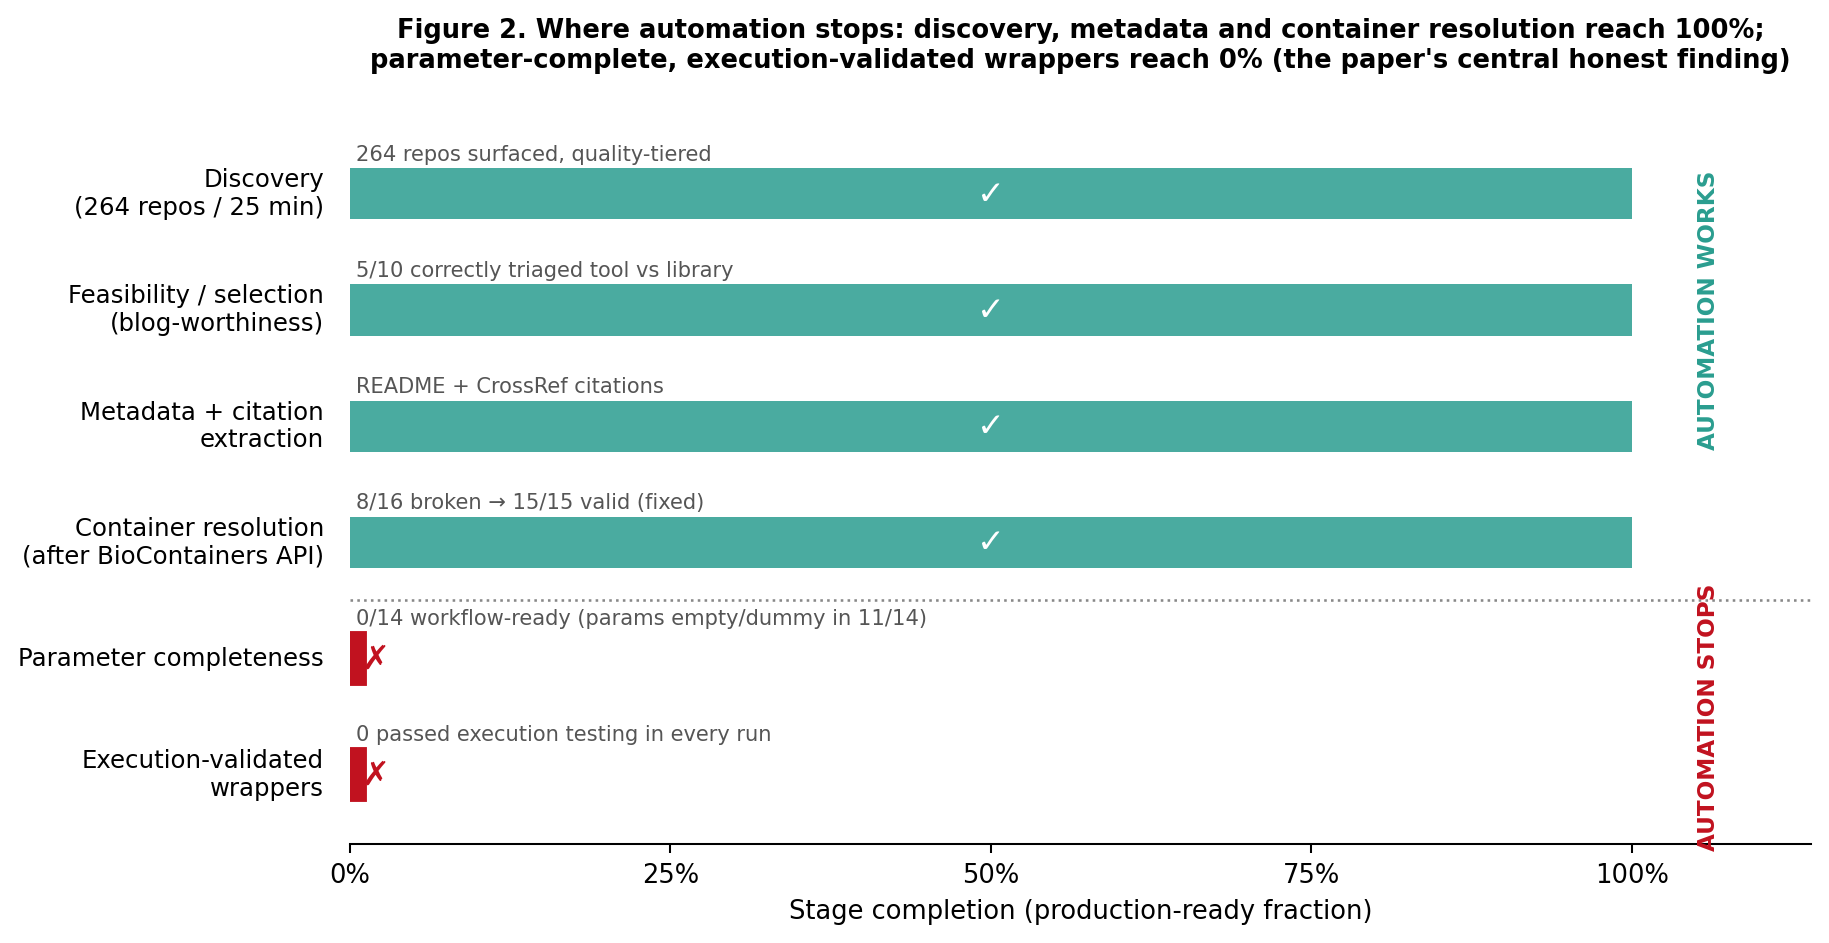 Figure 2. Where automation stops: discovery, metadata and container resolution reach 100%;
parameter-complete, execution-validated wrappers reach 0% (the paper's central honest finding)
264 repos surfaced, quality-tiered
Discovery
(264 repos / 25 min)
✓
5/10 correctly triaged tool vs library
Feasibility / selection
(blog-worthiness)
✓
README + CrossRef citations
Metadata + citation
extraction
✓
8/16 broken → 15/15 valid (fixed)
Container resolution
(after BioContainers API)
✓
AUTOMATION WORKS
0/14 workflow-ready (params empty/dummy in 11/14)
Parameter completeness
✗
0 passed execution testing in every run
Execution-validated
wrappers
✗
AUTOMATION STOPS
0% 25% 50% 75% 100%
Stage completion (production-ready fraction)